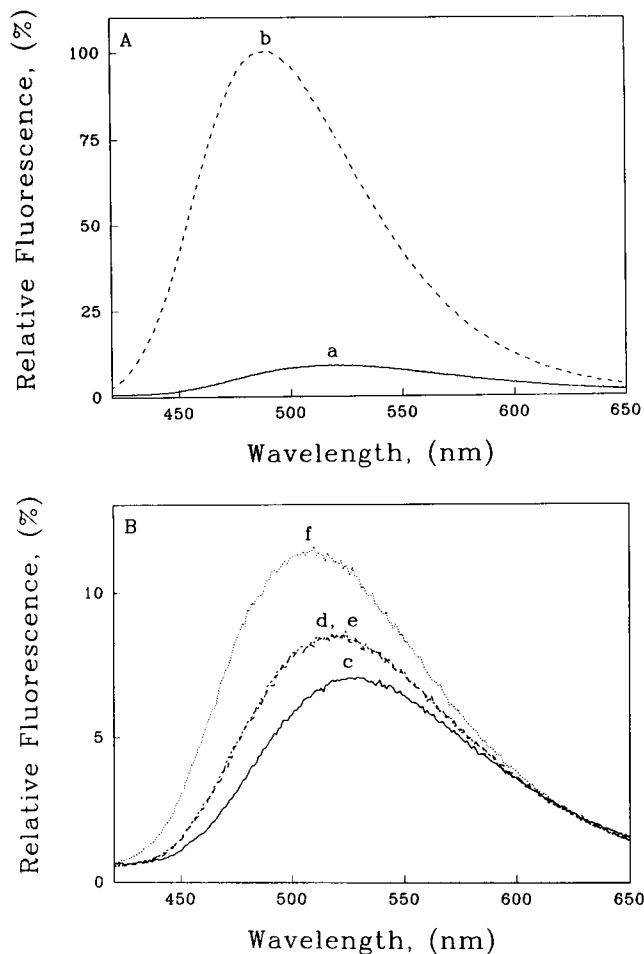 A
b
100
75
50
25
0
a
450
500
550
600
650
Relative Fluorescence, (%)
Wavelength, (nm)
B
f
d, e
c
10
5
0
450
500
550
600
650
Relative Fluorescence, (%)
Wavelength, (nm)